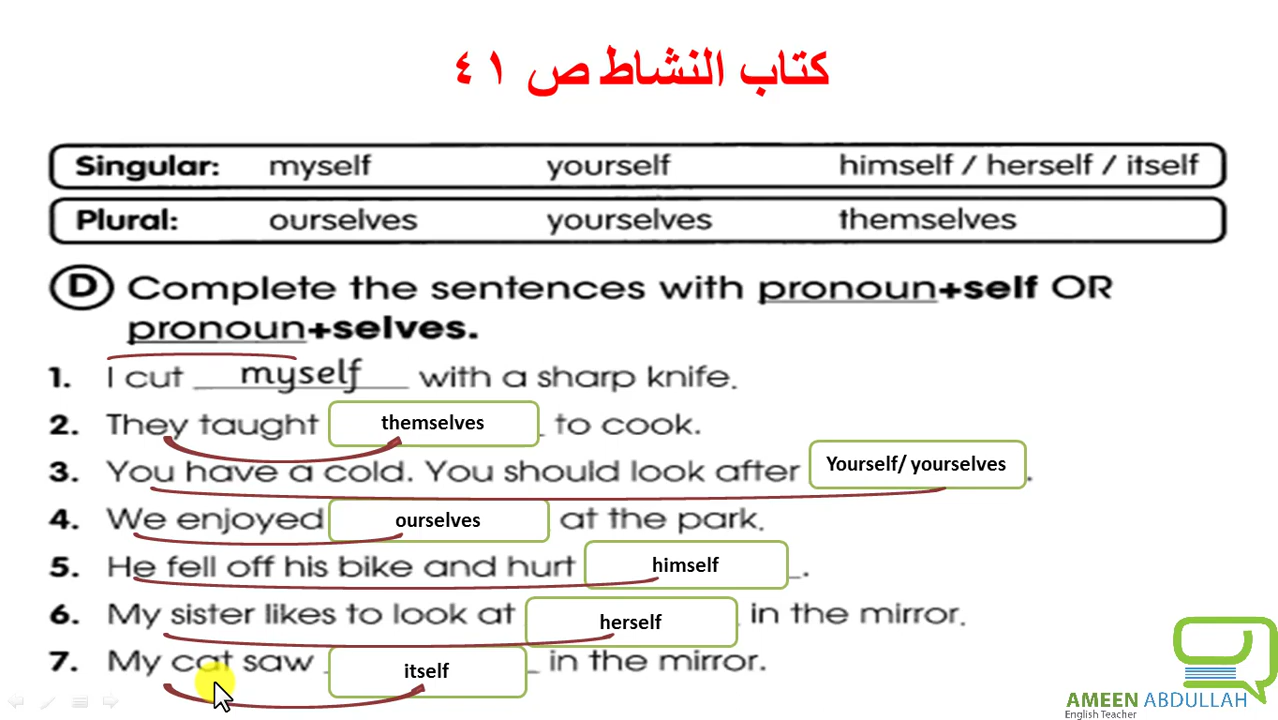 كتاب النشاط ص ٤١
Singular: myself yourself himself / herself / itself
Plural: ourselves yourselves themselves
D Complete the sentences with pronoun+self OR
pronoun+selves.
1. I cut myself with a sharp knife.
2. They taught themselves to cook.
3. You have a cold. You should look after Yourself/ yourselves.
4. We enjoyed ourselves at the park.
5. He fell off his bike and hurt himself.
6. My sister likes to look at herself in the mirror.
7. My cat saw itself in the mirror.
AMEEN ABDULLAH
English Teacher